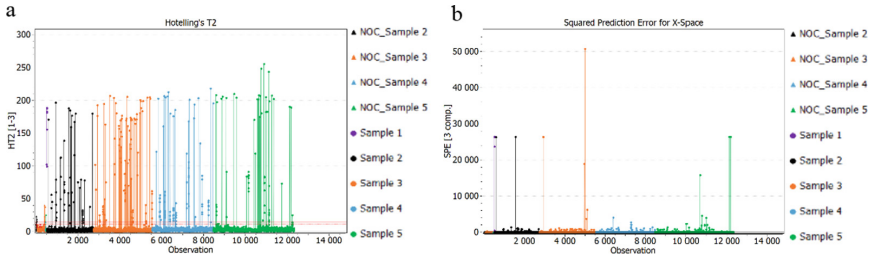 a
Hotelling's T2
300
250
200
150
100
50
0
HT2 [1-3]
2 000 4 000 6 000 8 000 10 000 12 000 14 000
Observation
NOC_Sample 2
NOC_Sample 3
NOC_Sample 4
NOC_Sample 5
Sample 1
Sample 2
Sample 3
Sample 4
Sample 5
b
Squared Prediction Error for X-Space
50 000
40 000
30 000
20 000
10 000
0
SPE [3 comp.]
2 000 4 000 6 000 8 000 10 000 12 000 14 000
Observation
NOC_Sample 2
NOC_Sample 3
NOC_Sample 4
NOC_Sample 5
Sample 1
Sample 2
Sample 3
Sample 4
Sample 5